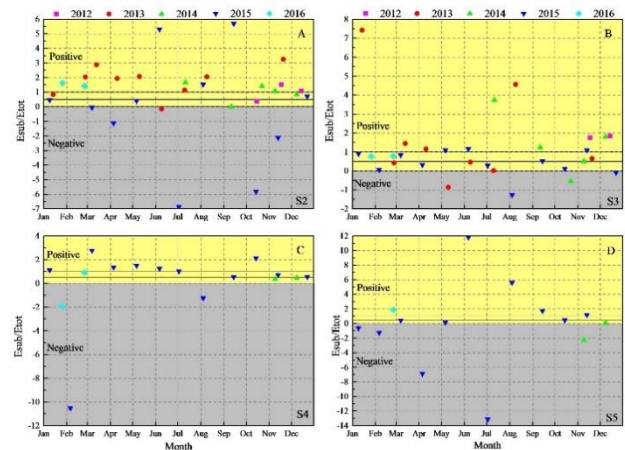 2012 2013 2014 2015 2016
6
5
4
3
2
1
0
-1
-2
-3
-4
-5
-6
-7
Esub/Etot
Positive
Negative
A
S2
Jan Feb Mar Apr May Jun Jul Aug Sep Oct Nov Dec
2012 2013 2014 2015 2016
8
7
6
5
4
3
2
1
0
-1
-2
Esub/Etot
Positive
Negative
B
S3
Jan Feb Mar Apr May Jun Jul Aug Sep Oct Nov Dec
4
2
0
-2
-4
-6
-8
-10
-12
Esub/Etot
Positive
Negative
C
S4
Jan Feb Mar Apr May Jun Jul Aug Sep Oct Nov Dec
Month
12
10
8
6
4
2
0
-2
-4
-6
-8
-10
-12
-14
Esub/Etot
Positive
Negative
D
S5
Jan Feb Mar Apr May Jun Jul Aug Sep Oct Nov Dec
Month